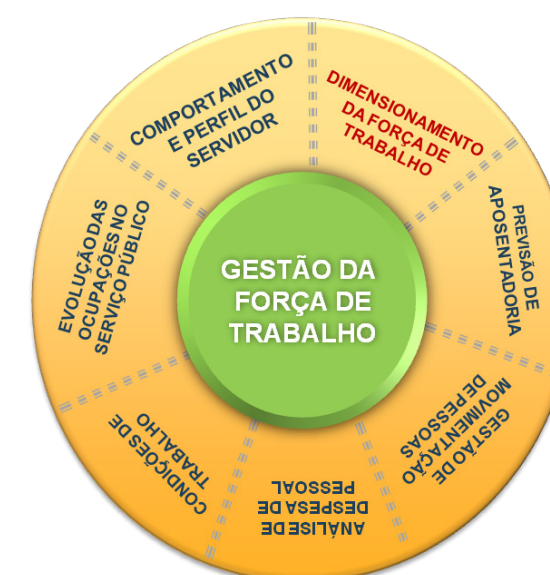 COMPORTAMENTO
E PERFIL DO
SERVIDOR
DIMENSIONAMENTO
DA FORÇA DE
TRABALHO
PREVISÃO DE
APOSENTADORIA
GESTÃO DE
MOVIMENTAÇÃO
DE PESSOAS
ANÁLISE DE
DESPESA DE
PESSOAL
CONDIÇÕES DE
TRABALHO
EVOLUÇÃO DAS
OCUPAÇÕES NO
SERVIÇO PÚBLICO
GESTÃO DA
FORÇA DE
TRABALHO